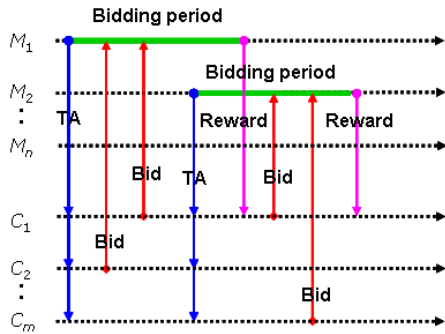 Bidding period
M1
Bidding period
M2
⋮
TA
Reward
Reward
Mn
Bid
TA
Bid
C1
Bid
C2
⋮
Bid
Cm